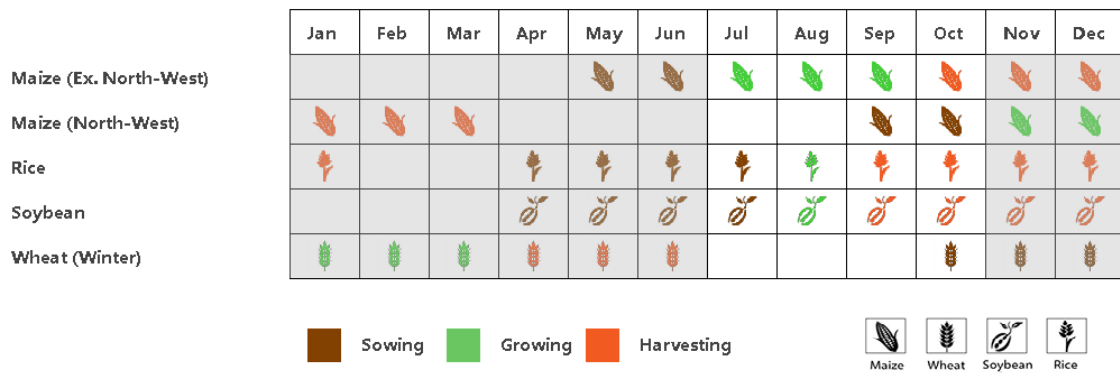 Jan Feb Mar Apr May Jun Jul Aug Sep Oct Nov Dec
Maize (Ex. North-West)
Maize (North-West)
Rice
Soybean
Wheat (Winter)
Sowing Growing Harvesting
Maize Wheat Soybean Rice